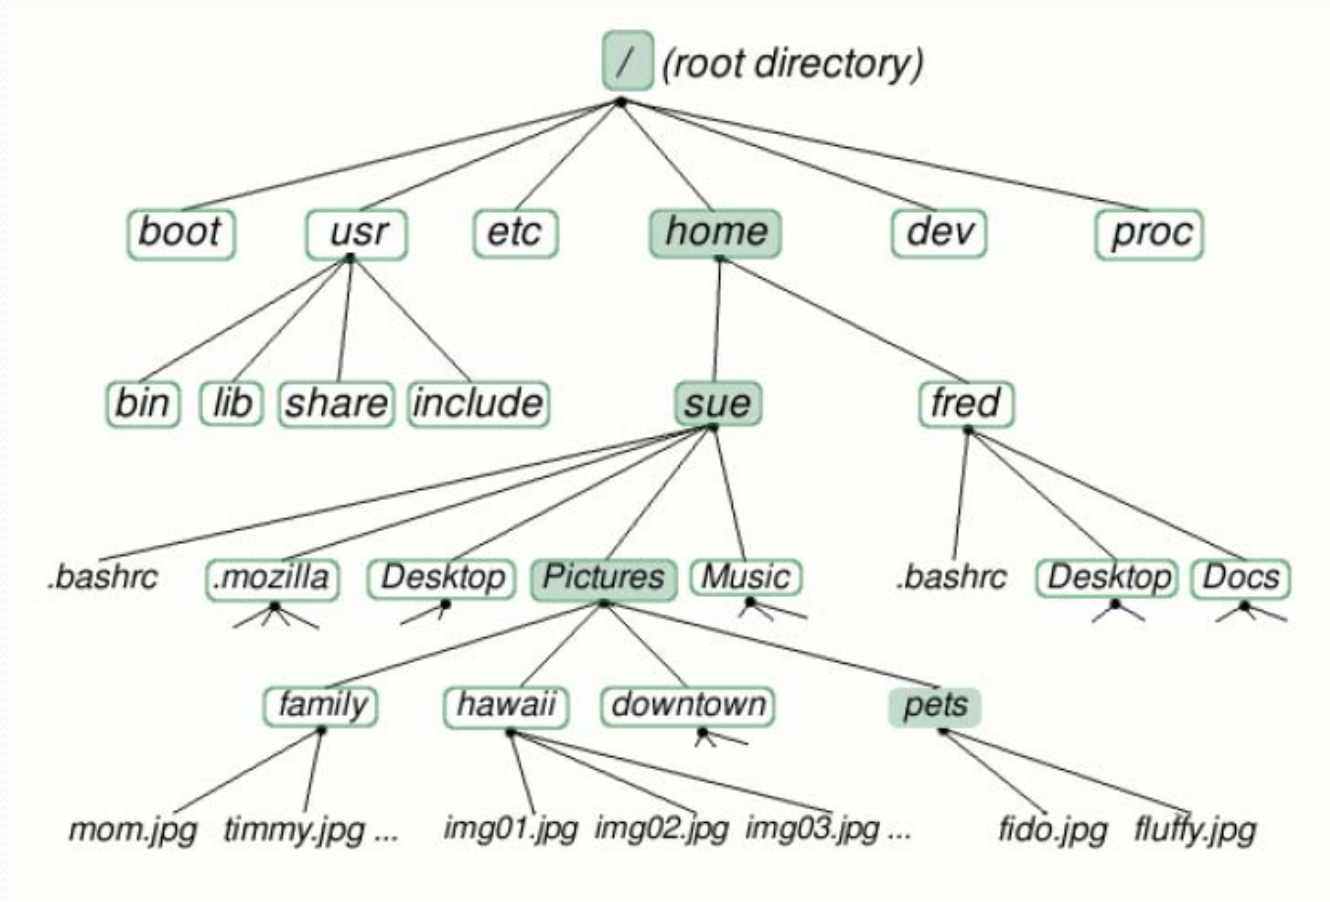 / (root directory)
boot usr etc home dev proc
bin lib share include sue fred
.bashrc .mozilla Desktop Pictures Music .bashrc Desktop Docs
family hawaii downtown pets
mom.jpg timmy.jpg ... img01.jpg img02.jpg img03.jpg ... fido.jpg fluffy.jpg